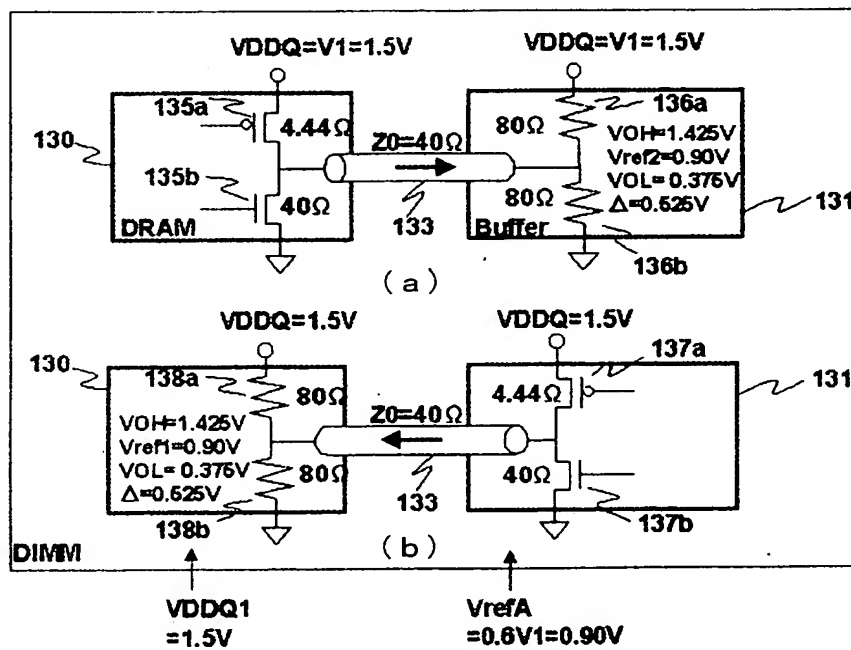 VDDQ=V1=1.5V
VDDQ=V1=1.5V
135a
136a
130
4.44Ω
Z0=40Ω
80Ω
VOH=1.425V
Vref2=0.90V
VOL=0.375V
Δ=0.525V
135b
40Ω
80Ω
131
DRAM
133
Buffer
136b
(a)
VDDQ=1.5V
VDDQ=1.5V
130
138a
137a
131
80Ω
Z0=40Ω
4.44Ω
VOH=1.425V
Vref1=0.90V
VOL= 0.375V
Δ=0.525V
80Ω
40Ω
133
138b
137b
(b)
DIMM
VDDQ1
=1.5V
VrefA
=0.6V1=0.90V